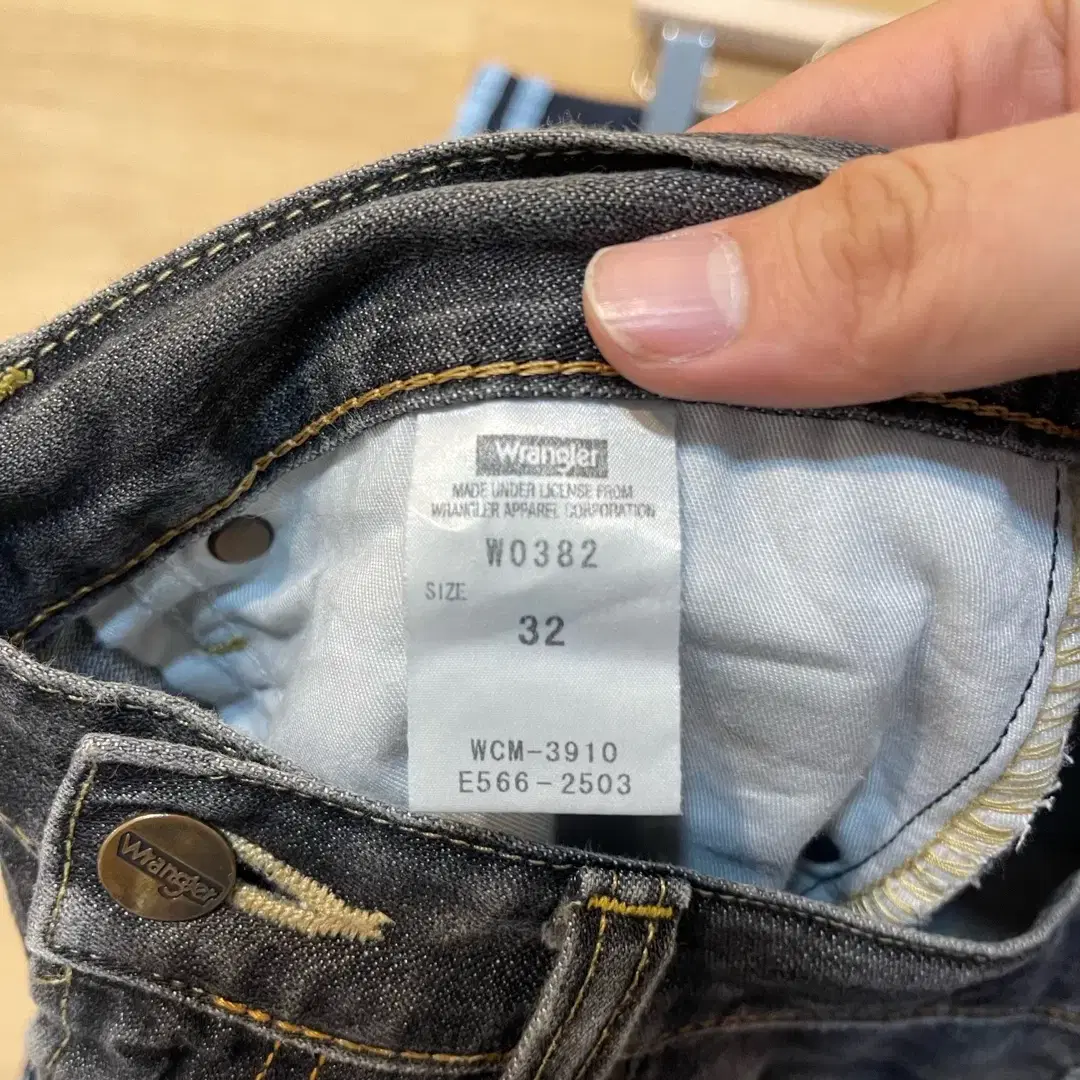 Wrangler
MADE UNDER LICENSE FROM
WRANGLER APPAREL CORPORATION
W0382
SIZE
32
WCM-3910
E566-2503
Wrangler